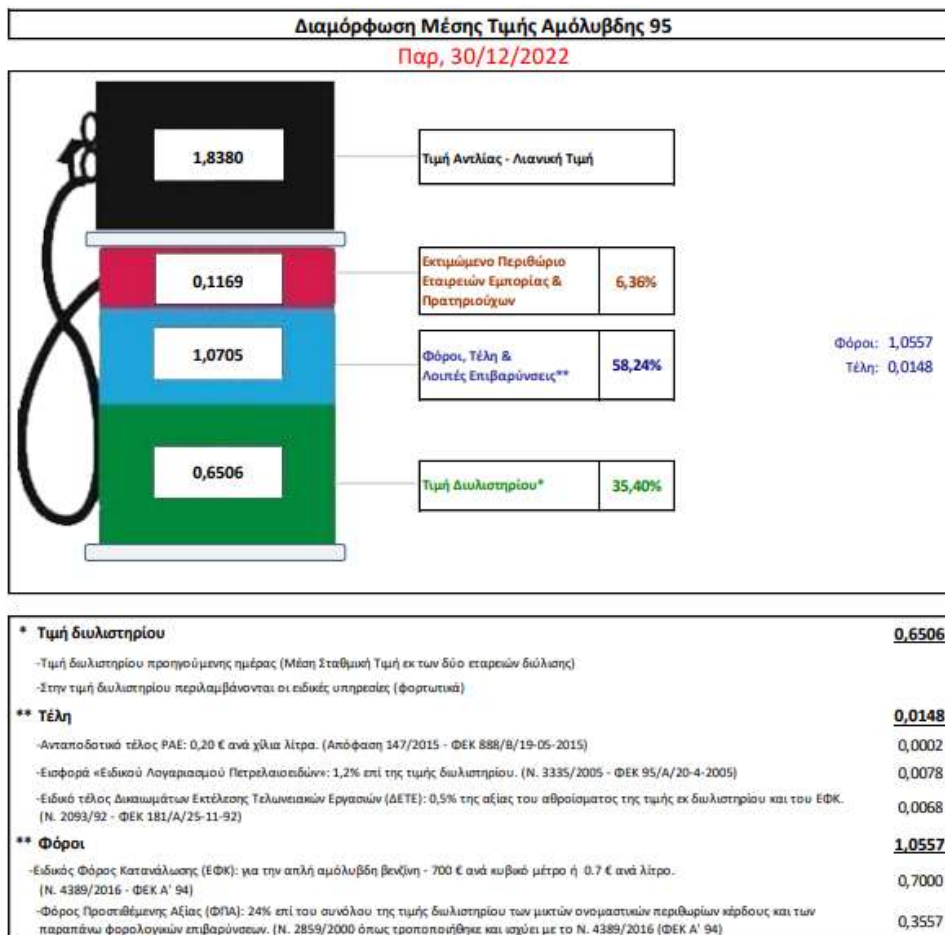 Διαμόρφωση Μέσης Τιμής Αμόλυβδης 95
Παρ, 30/12/2022
1,8380
Τιμή Αντλίας - Λιανική Τιμή
0,1169
Εκτιμώμενο Περιθώριο
Εταιρειών Εμπορίας &
Πρατηριούχων
6,36%
1,0705
Φόροι, Τέλη &
Λοιπές Επιβαρύνσεις**
58,24%
Φόροι: 1,0557
Τέλη: 0,0148
0,6506
Τιμή Διυλιστηρίου*
35,40%
* Τιμή διυλιστηρίου 0,6506
-Τιμή διυλιστηρίου προηγούμενης ημέρας (Μέση Σταθμική Τιμή εκ των δύο εταρειών διύλισης)
-Στην τιμή διυλιστηρίου περιλαμβάνονται οι ειδικές υπηρεσίες (φορτωτικά)
** Τέλη 0,0148
-Ανταποδοτικό τέλος ΡΑΕ: 0,20 € ανά χίλια λίτρα. (Απόφαση 147/2015 - ΦΕΚ 888/Β/19-05-2015) 0,0002
-Εισφορά «Ειδικού Λογαριασμού Πετρελαιοειδών»: 1,2% επί της τιμής διυλιστηρίου. (Ν. 3335/2005 - ΦΕΚ 95/Α/20-4-2005) 0,0078
-Ειδικό τέλος Δικαιωμάτων Εκτέλεσης Τελωνειακών Εργασιών (ΔΕΤΕ): 0,5% της αξίας του αθροίσματος της τιμής εκ διυλιστηρίου και του ΕΦΚ. 0,0068
(Ν. 2093/92 - ΦΕΚ 181/Α/25-11-92)
** Φόροι 1,0557
-Ειδικός Φόρος Κατανάλωσης (ΕΦΚ): για την απλή αμόλυβδη βενζίνη - 700 € ανά κυβικό μέτρο ή 0.7 € ανά λίτρο. 0,7000
(Ν. 4389/2016 - ΦΕΚ Α' 94)
-Φόρος Προστιθέμενης Αξίας (ΦΠΑ): 24% επί του συνόλου της τιμής διυλιστηρίου των μικτών ονομαστικών περιθωρίων κέρδους και των 0,3557
παραπάνω φορολογικών επιβαρύνσεων. (Ν. 2859/2000 όπως τροποποιήθηκε και ισχύει με το Ν. 4389/2016 (ΦΕΚ Α' 94)